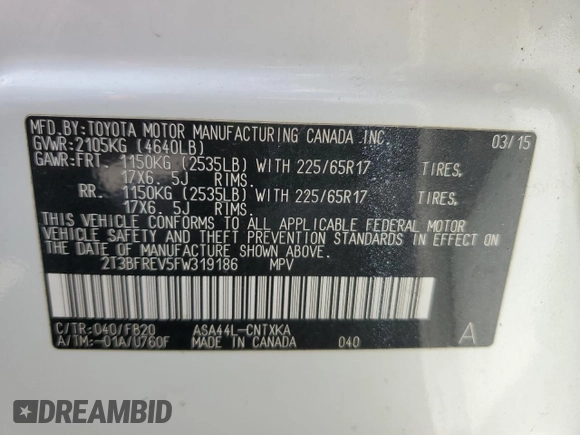 MFD.BY:TOYOTA MOTOR MANUFACTURING CANADA INC. 03/15
GVWR:2105KG (4640LB)
GAWR:FRT. 1150KG (2535LB) WITH 225/65R17 TIRES,
17X6.5J RIMS.
RR. 1150KG (2535LB) WITH 225/65R17 TIRES,
17X6.5J RIMS.
THIS VEHICLE CONFORMS TO ALL APPLICABLE FEDERAL MOTOR
VEHICLE SAFETY AND THEFT PREVENTION STANDARDS IN EFFECT ON
THE DATE OF MANUFACTURE SHOWN ABOVE.
2T3BFREV5FW319186 MPV
C/TR:040/FB20 ASA44L-CNTXKA A
A/TM:-01A/U760F MADE IN CANADA 040
DREAMBID